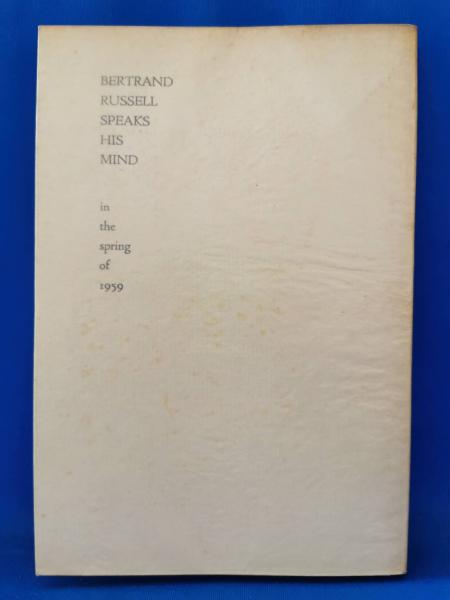 BERTRAND
RUSSELL
SPEAKS
HIS
MIND
in
the
spring
of
1959